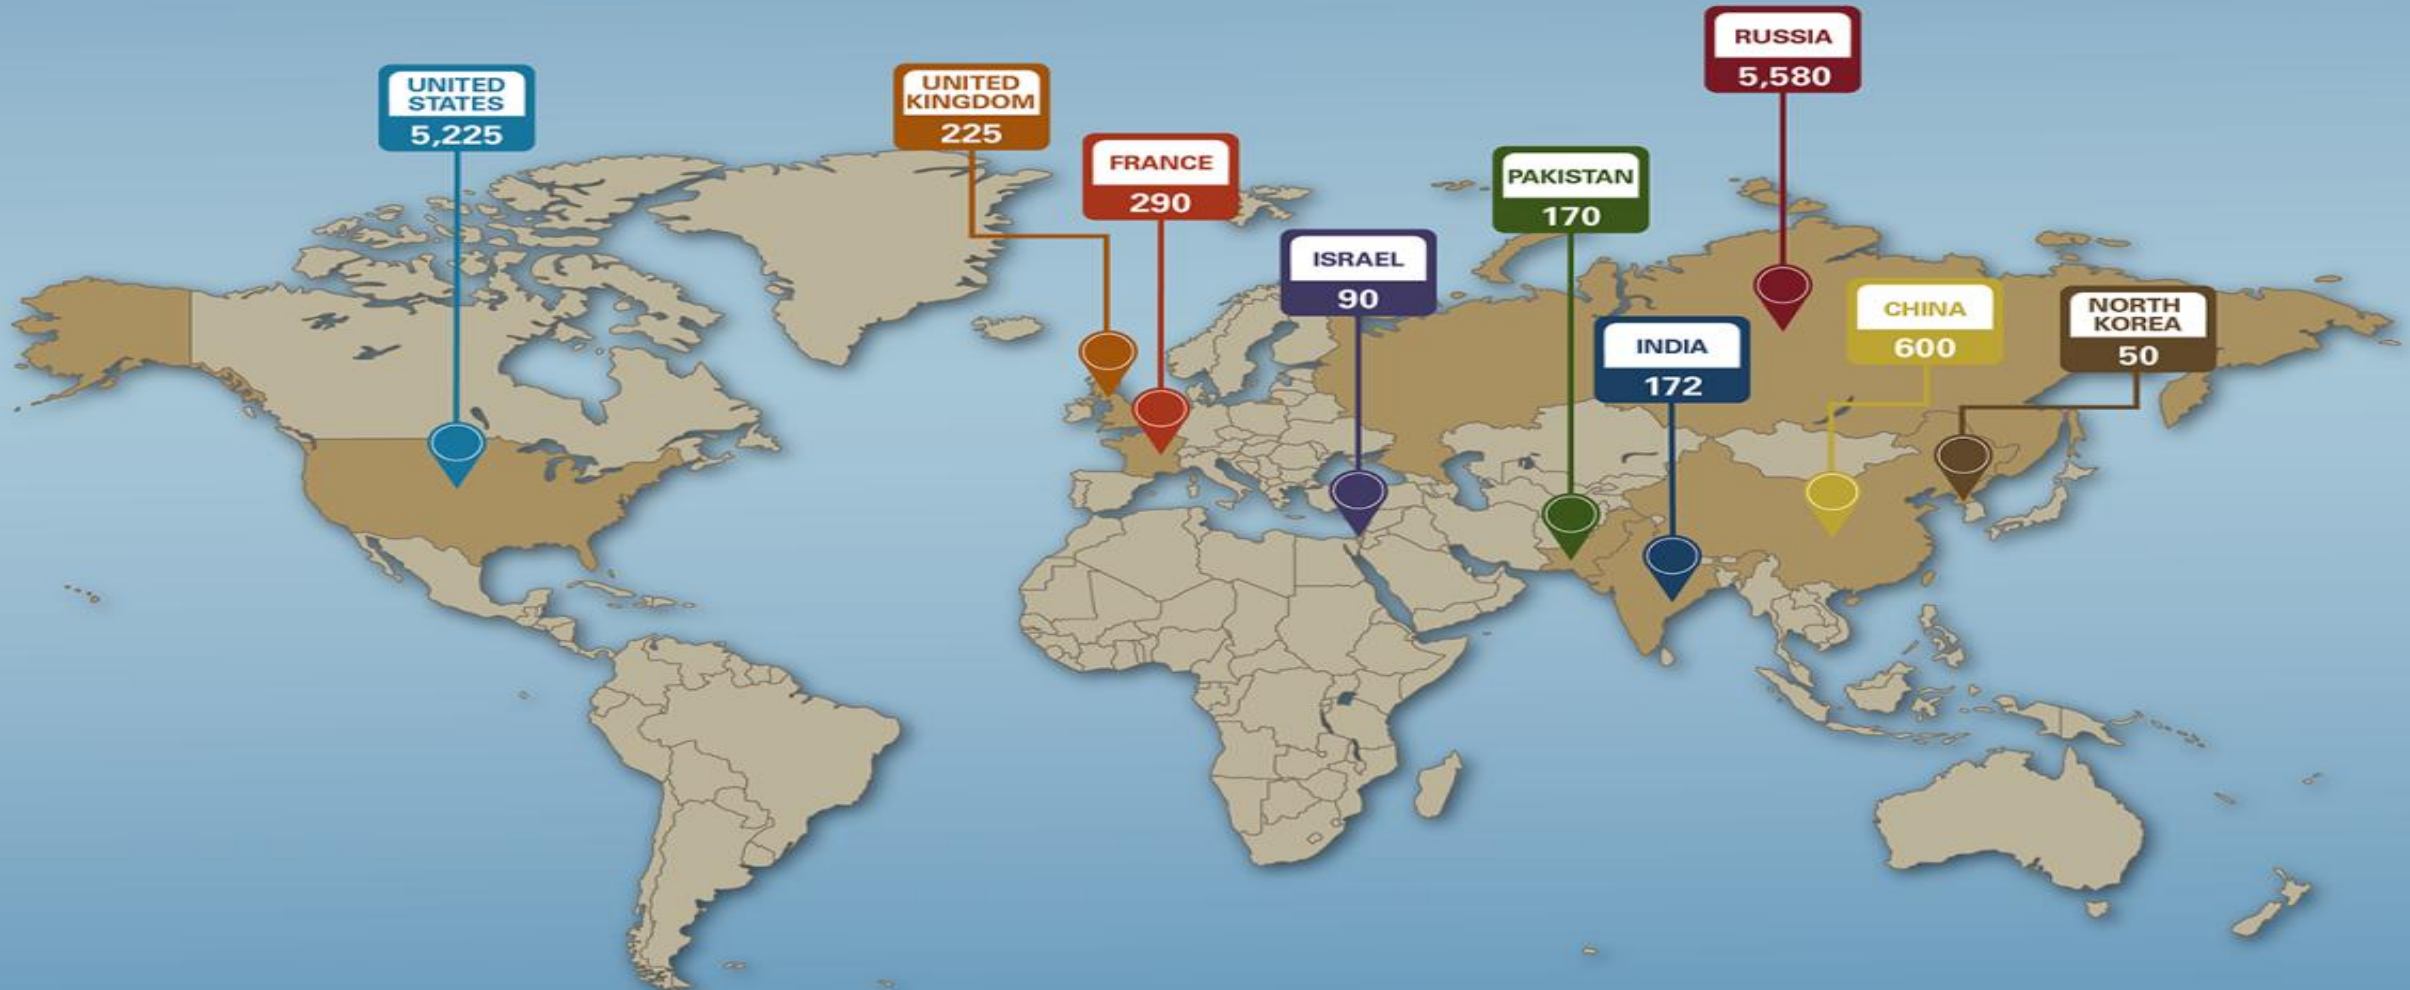 UNITED
STATES
5,225
UNITED
KINGDOM
225
FRANCE
290
ISRAEL
90
PAKISTAN
170
INDIA
172
RUSSIA
5,580
CHINA
600
NORTH
KOREA
50